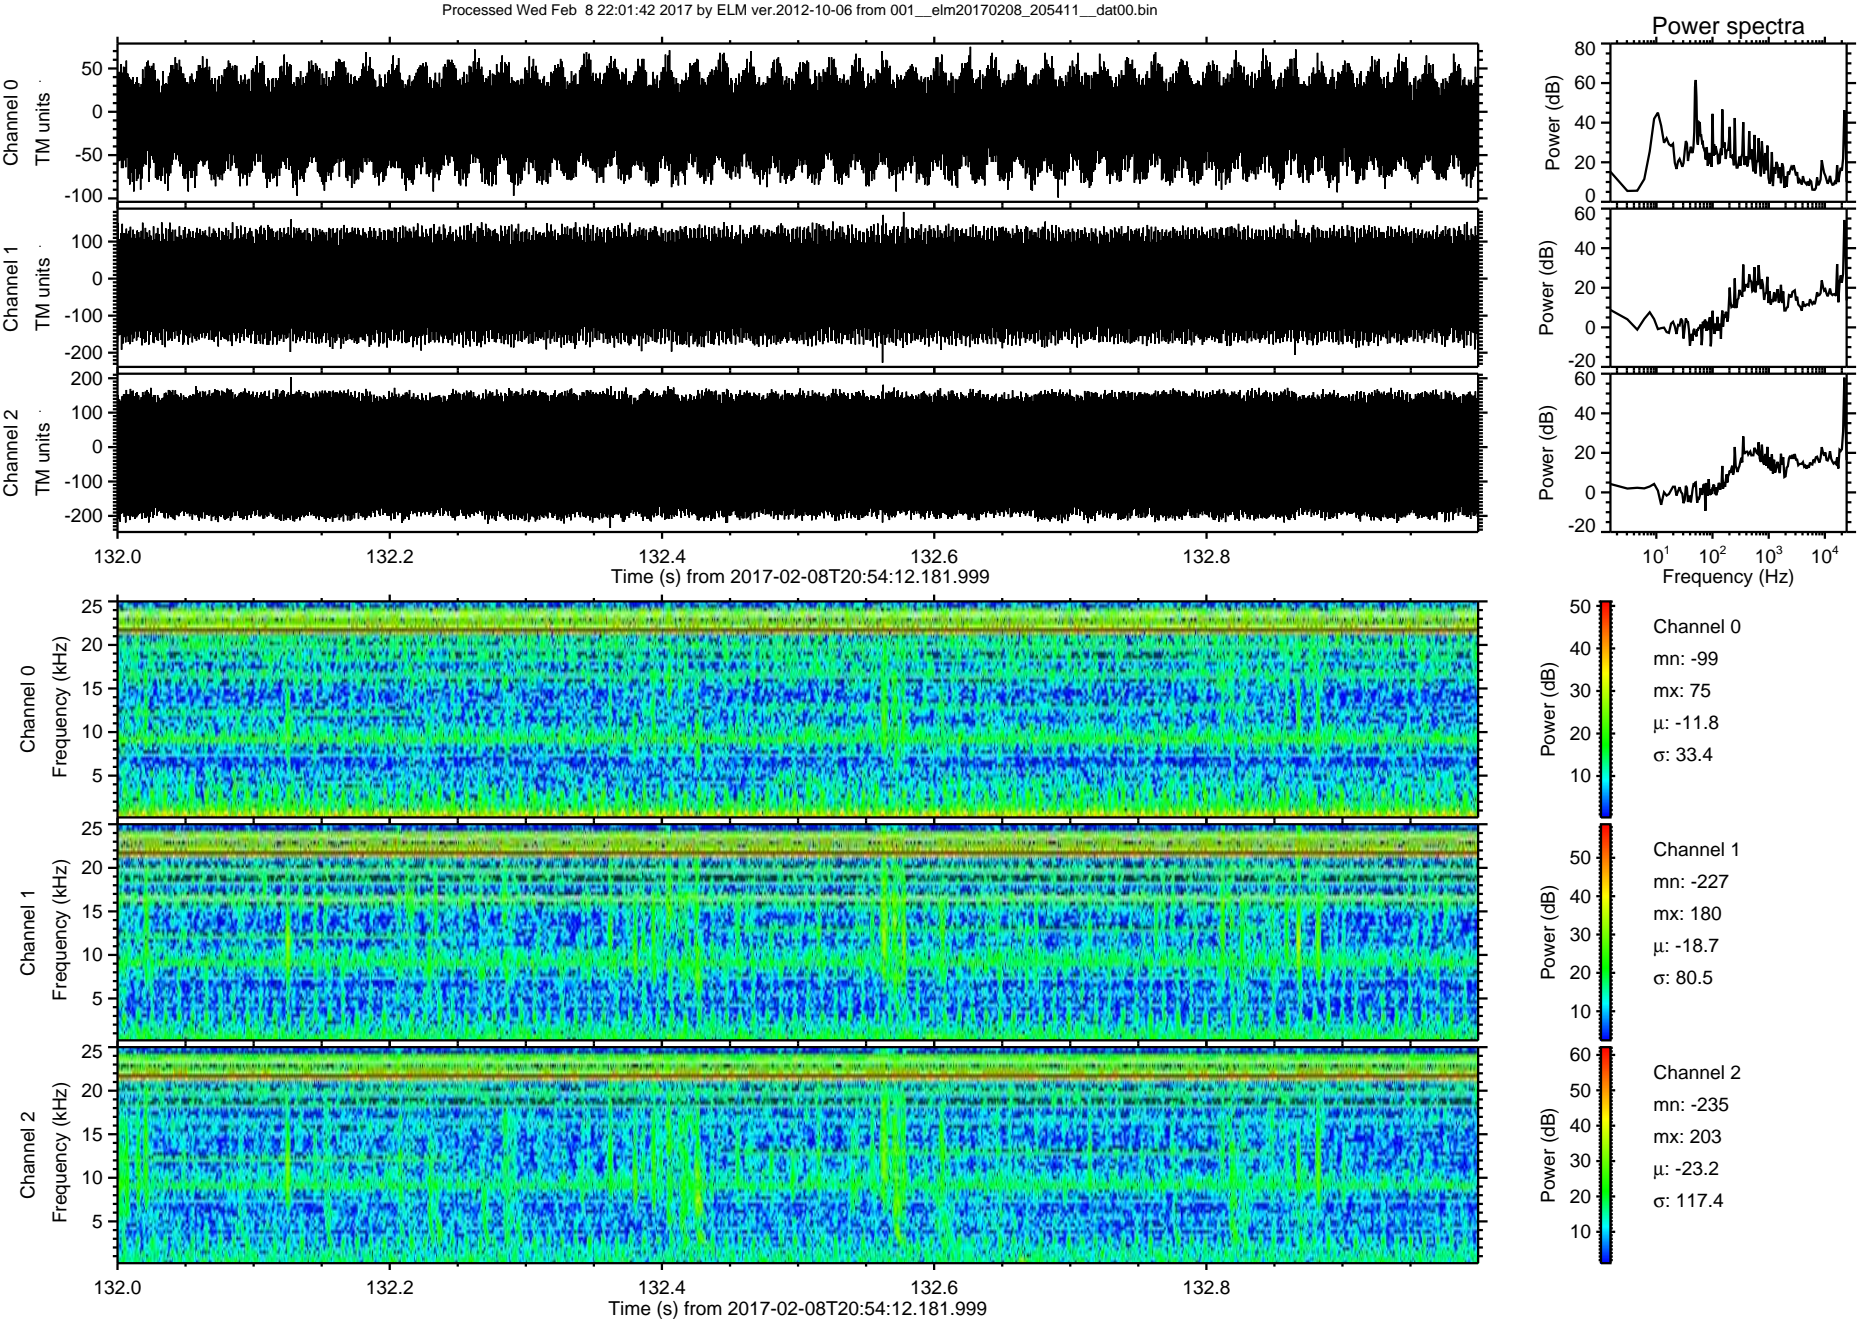 Processed Wed Feb  8 22:01:42 2017 by ELM ver.2012-10-06 from 001__elm20170208_205411__dat00.bin
Power spectra
Channel 0
TM units
50
0
-50
-100
Power (dB)
80
60
40
20
0
Channel 1
TM units
100
0
-100
-200
Power (dB)
60
40
20
0
-20
Channel 2
TM units
200
100
0
-100
-200
Power (dB)
60
40
20
0
-20
132.0 132.2 132.4 132.6 132.8
Time (s) from 2017-02-08T20:54:12.181.999
10¹ 10² 10³ 10⁴
Frequency (Hz)
Channel 0
Frequency (kHz)
25
20
15
10
5
Power (dB)
50
40
30
20
10
Channel 0
mn: -99
mx: 75
μ: -11.8
σ: 33.4
Channel 1
Frequency (kHz)
25
20
15
10
5
Power (dB)
50
40
30
20
10
Channel 1
mn: -227
mx: 180
μ: -18.7
σ: 80.5
Channel 2
Frequency (kHz)
25
20
15
10
5
Power (dB)
60
50
40
30
20
10
Channel 2
mn: -235
mx: 203
μ: -23.2
σ: 117.4
132.0 132.2 132.4 132.6 132.8
Time (s) from 2017-02-08T20:54:12.181.999